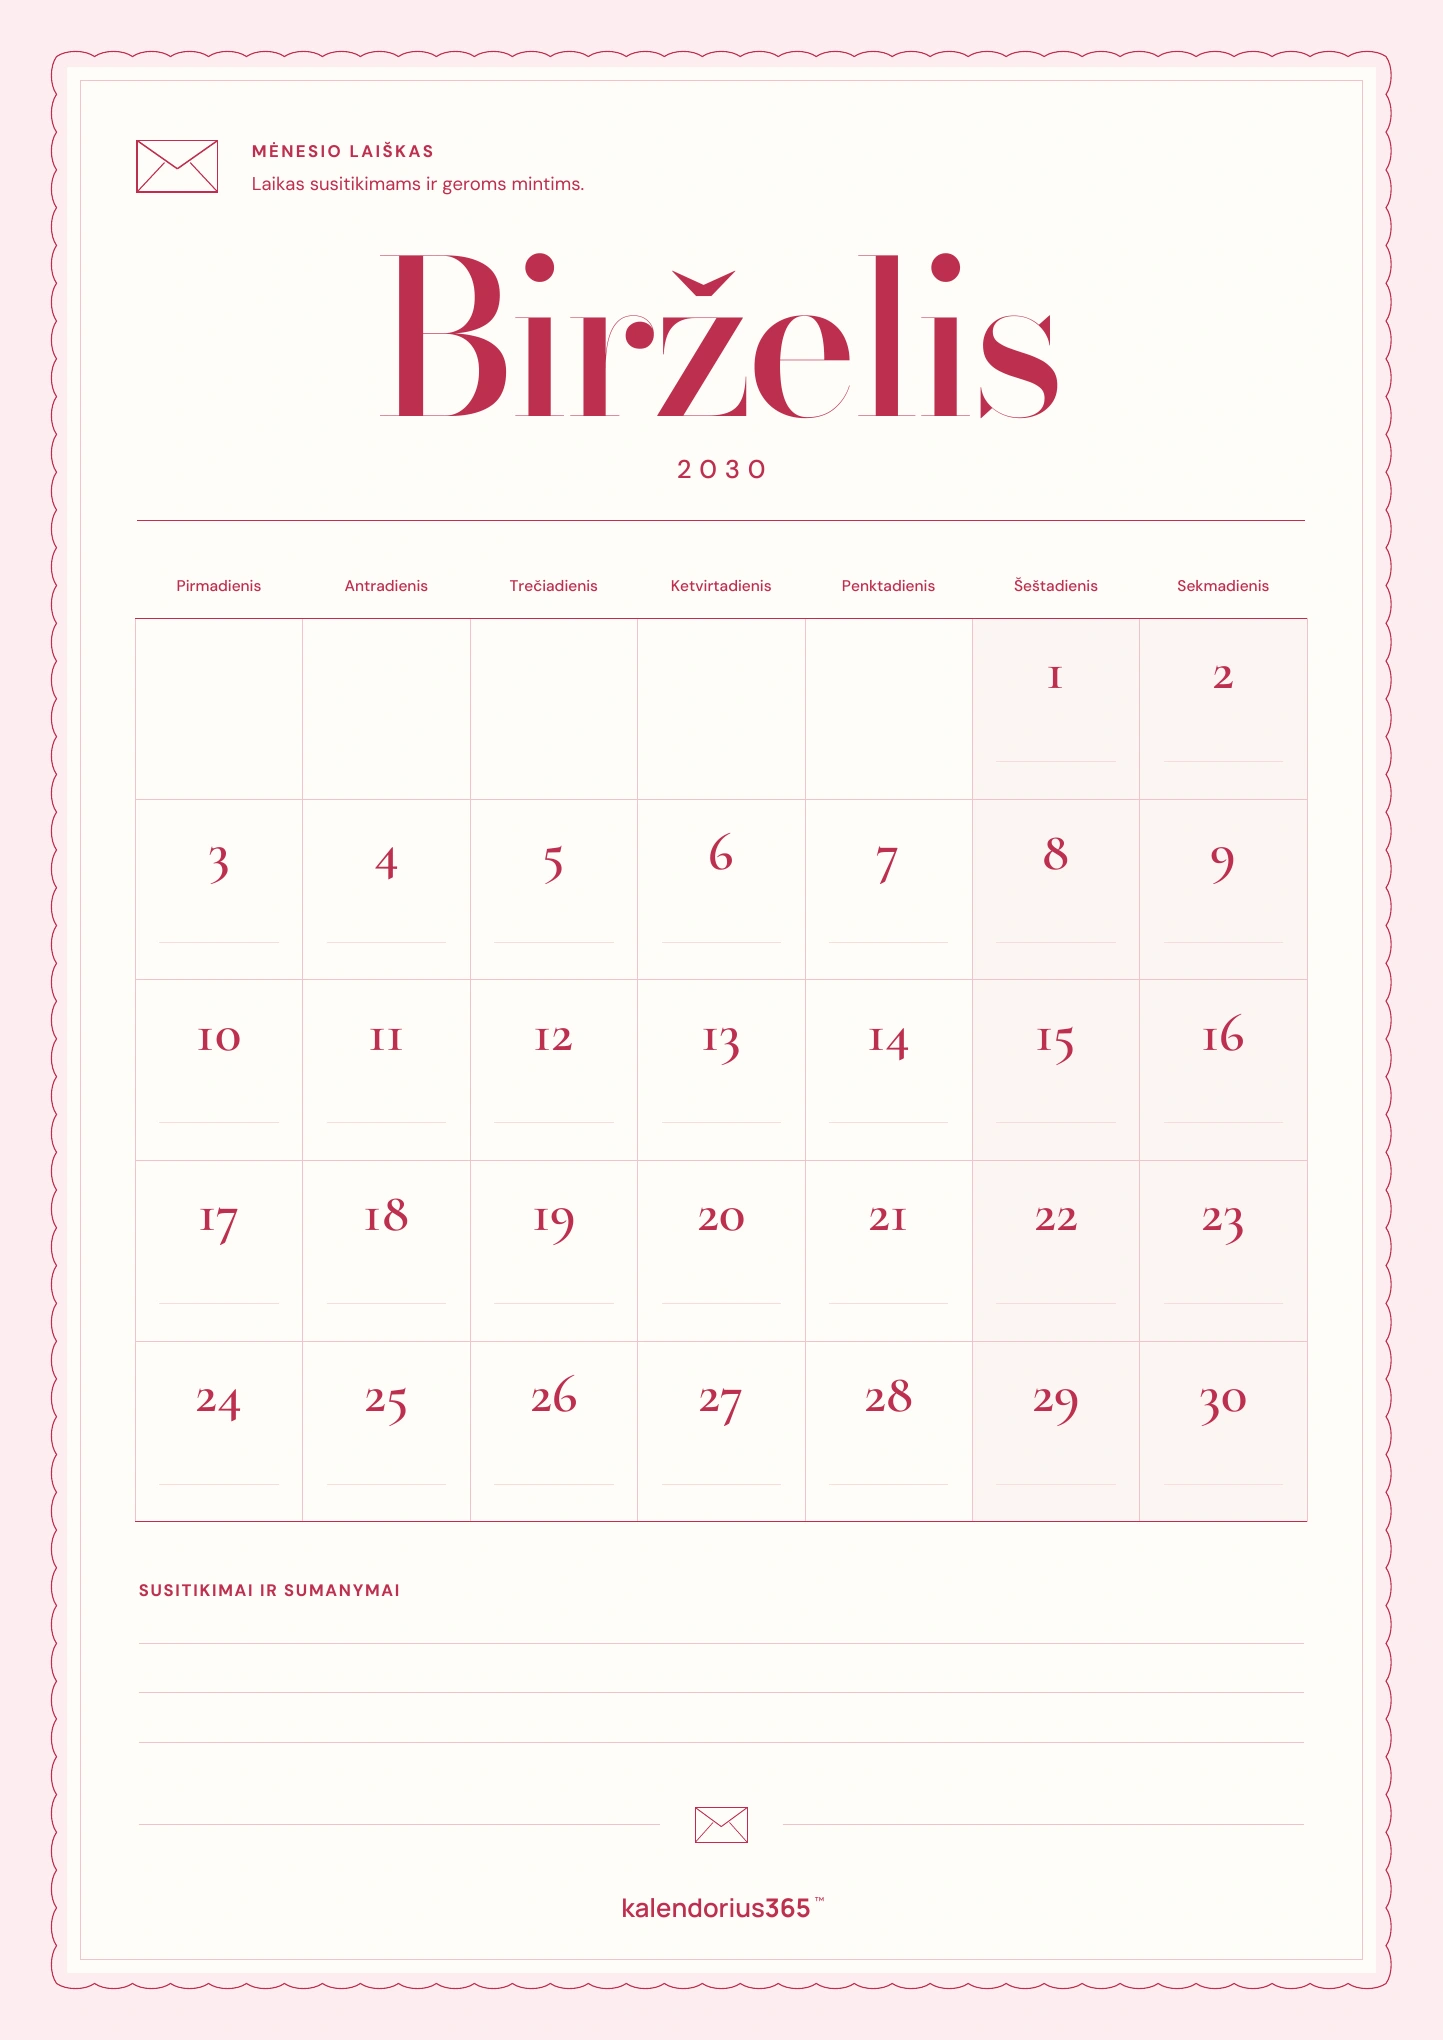 MĖNESIO LAIŠKAS
Laikas susitikimams ir geroms mintims.
Birželis
2030
Pirmadienis Antradienis Trečiadienis Ketvirtadienis Penktadienis Šeštadienis Sekmadienis
1 2
3 4 5 6 7 8 9
10 11 12 13 14 15 16
17 18 19 20 21 22 23
24 25 26 27 28 29 30
SUSITIKIMAI IR SUMANYMAI
kalendorius365™